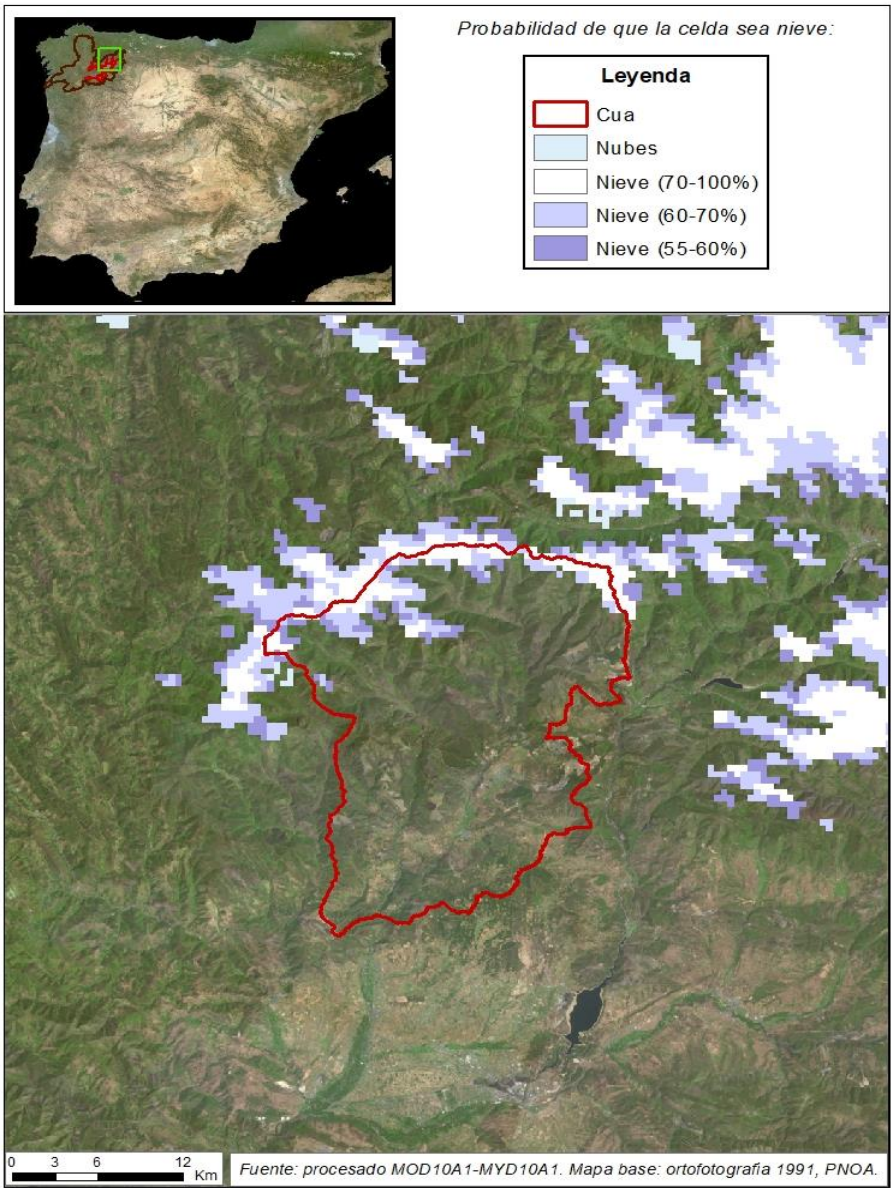 Probabilidad de que la celda sea nieve:
Leyenda
Cua
Nubes
Nieve (70-100%)
Nieve (60-70%)
Nieve (55-60%)
0 3 6 12
Km
Fuente: procesado MOD10A1-MYD10A1. Mapa base: ortofotografia 1991, PNOA.